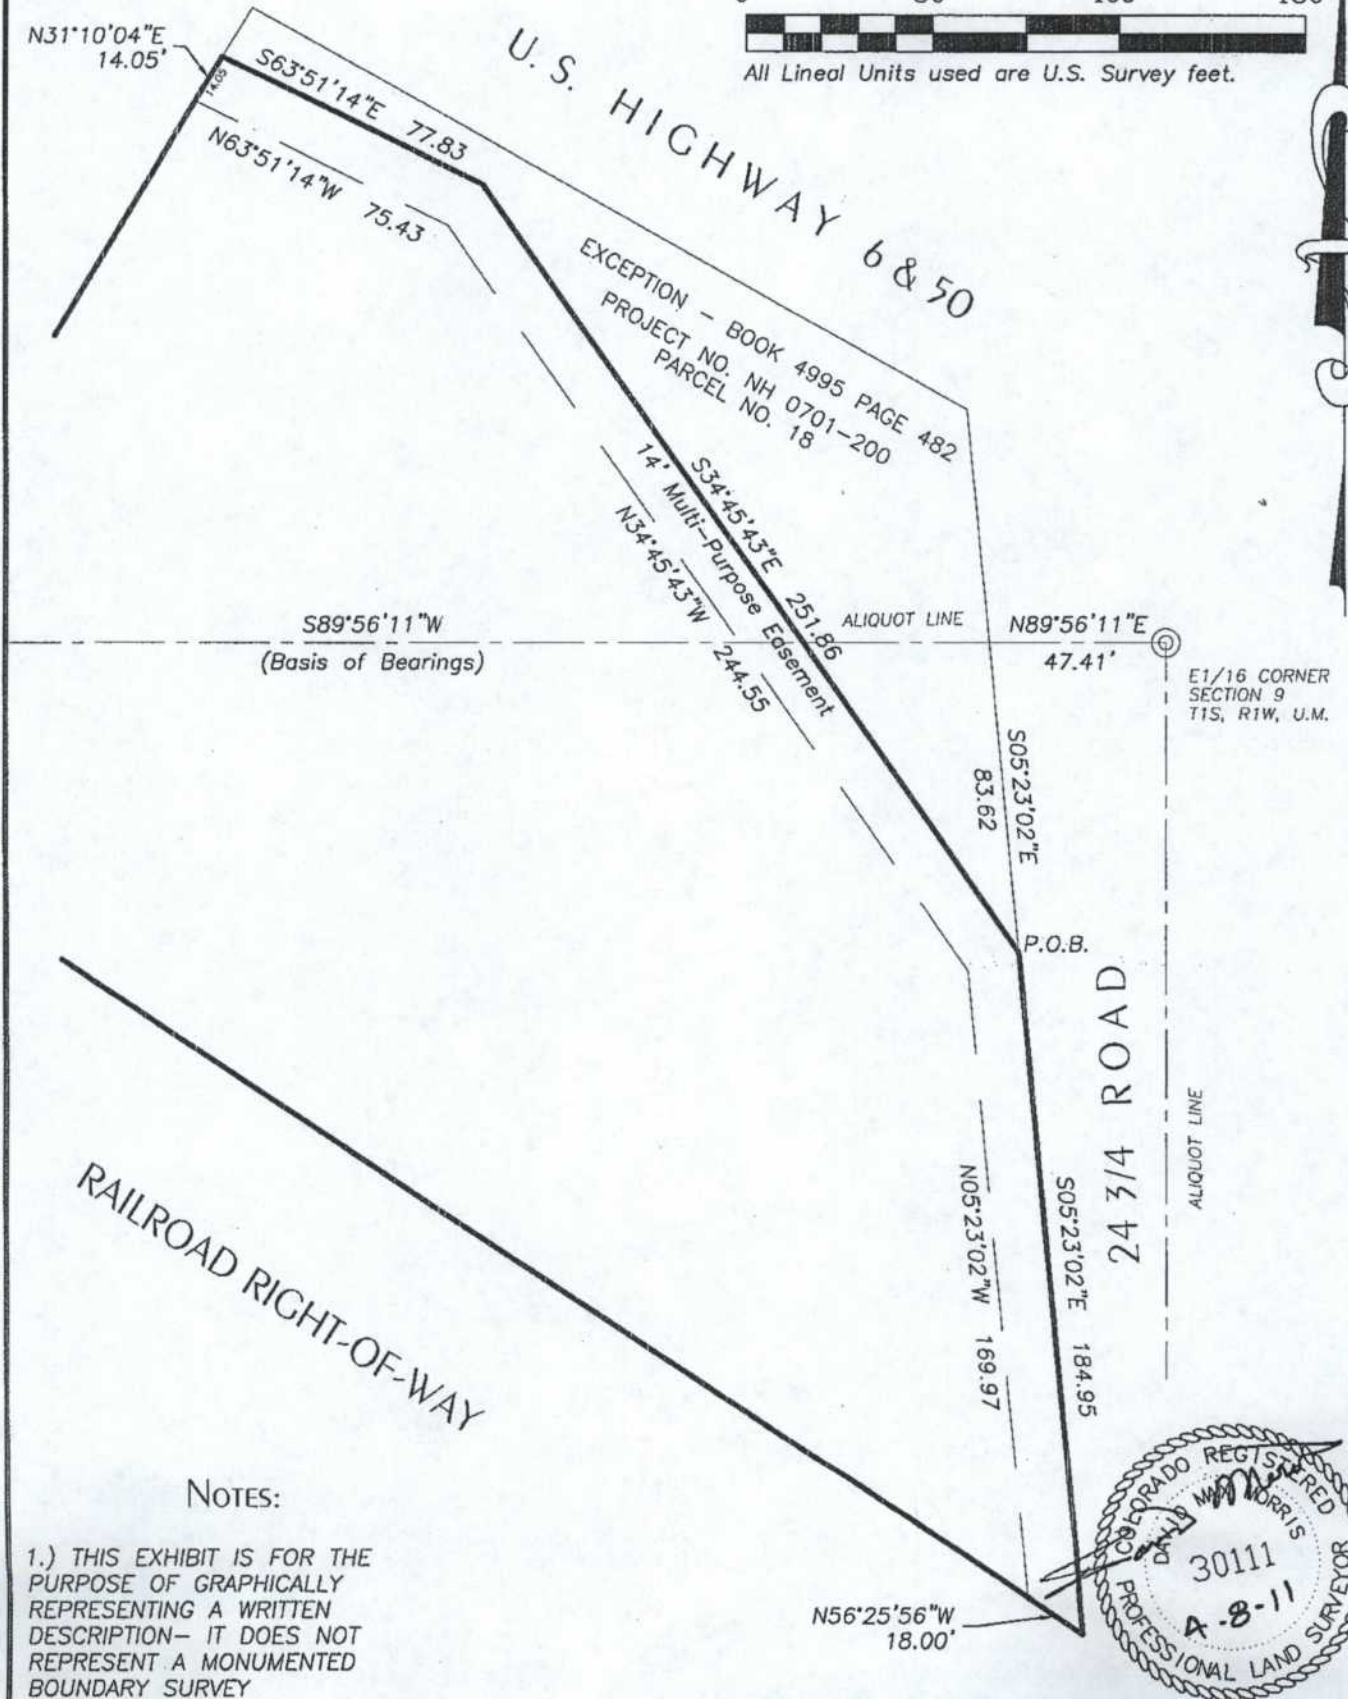 All Lineal Units used are U.S. Survey feet.
N31°10'04"E
14.05'
14.05
S63°51'14"E 77.83
N63°51'14"W 75.43
U.S. HIGHWAY 6 & 50
EXCEPTION – BOOK 4995 PAGE 482
PROJECT NO. NH 0701-200
PARCEL NO. 18
S34°45'43"E 251.86
14' Multi-Purpose Easement
N34°45'43"W 244.55
S89°56'11"W
(Basis of Bearings)
ALIQUOT LINE
N89°56'11"E
47.41'
E1/16 CORNER
SECTION 9
T1S, R1W, U.M.
S05°23'02"E
83.62
P.O.B.
24 3/4 ROAD
ALIQUOT LINE
N05°23'02"W 169.97
S05°23'02"E 184.95
RAILROAD RIGHT-OF-WAY
N56°25'56"W
18.00'
COLORADO REGISTERED
DAVID MAX MORRIS
30111
4-8-11
PROFESSIONAL LAND SURVEYOR
NOTES:
1.) THIS EXHIBIT IS FOR THE
PURPOSE OF GRAPHICALLY
REPRESENTING A WRITTEN
DESCRIPTION– IT DOES NOT
REPRESENT A MONUMENTED
BOUNDARY SURVEY